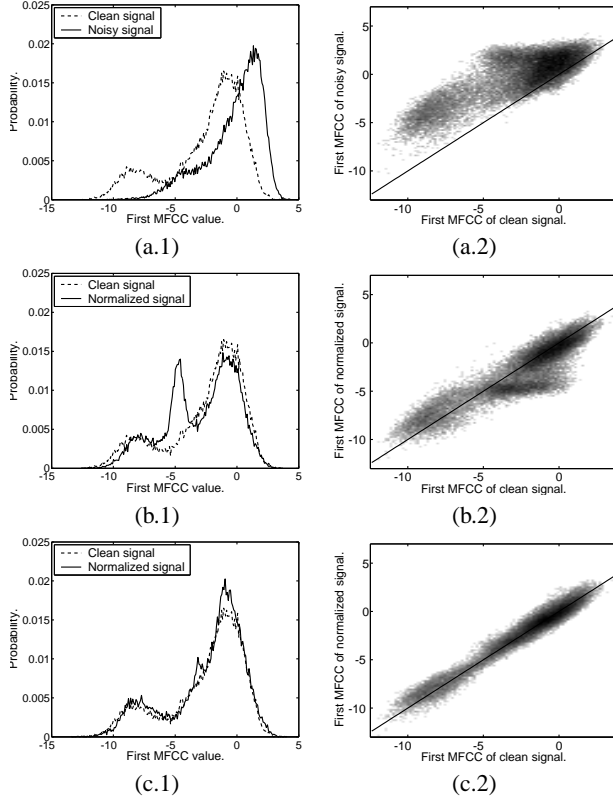 0.025
Clean signal
Noisy signal
0.02
0.015
0.01
0.005
0
Probability.
-15
-10
-5
0
5
First MFCC value.
(a.1)
5
0
-5
-10
First MFCC of noisy signal.
-10
-5
0
First MFCC of clean signal.
(a.2)
0.025
Clean signal
Normalized signal
0.02
0.015
0.01
0.005
0
Probability.
-15
-10
-5
0
5
First MFCC value.
(b.1)
5
0
-5
-10
First MFCC of normalized signal.
-10
-5
0
First MFCC of clean signal.
(b.2)
0.025
Clean signal
Normalized signal
0.02
0.015
0.01
0.005
0
Probability.
-15
-10
-5
0
5
First MFCC value.
(c.1)
5
0
-5
-10
First MFCC of normalized signal.
-10
-5
0
First MFCC of clean signal.
(c.2)